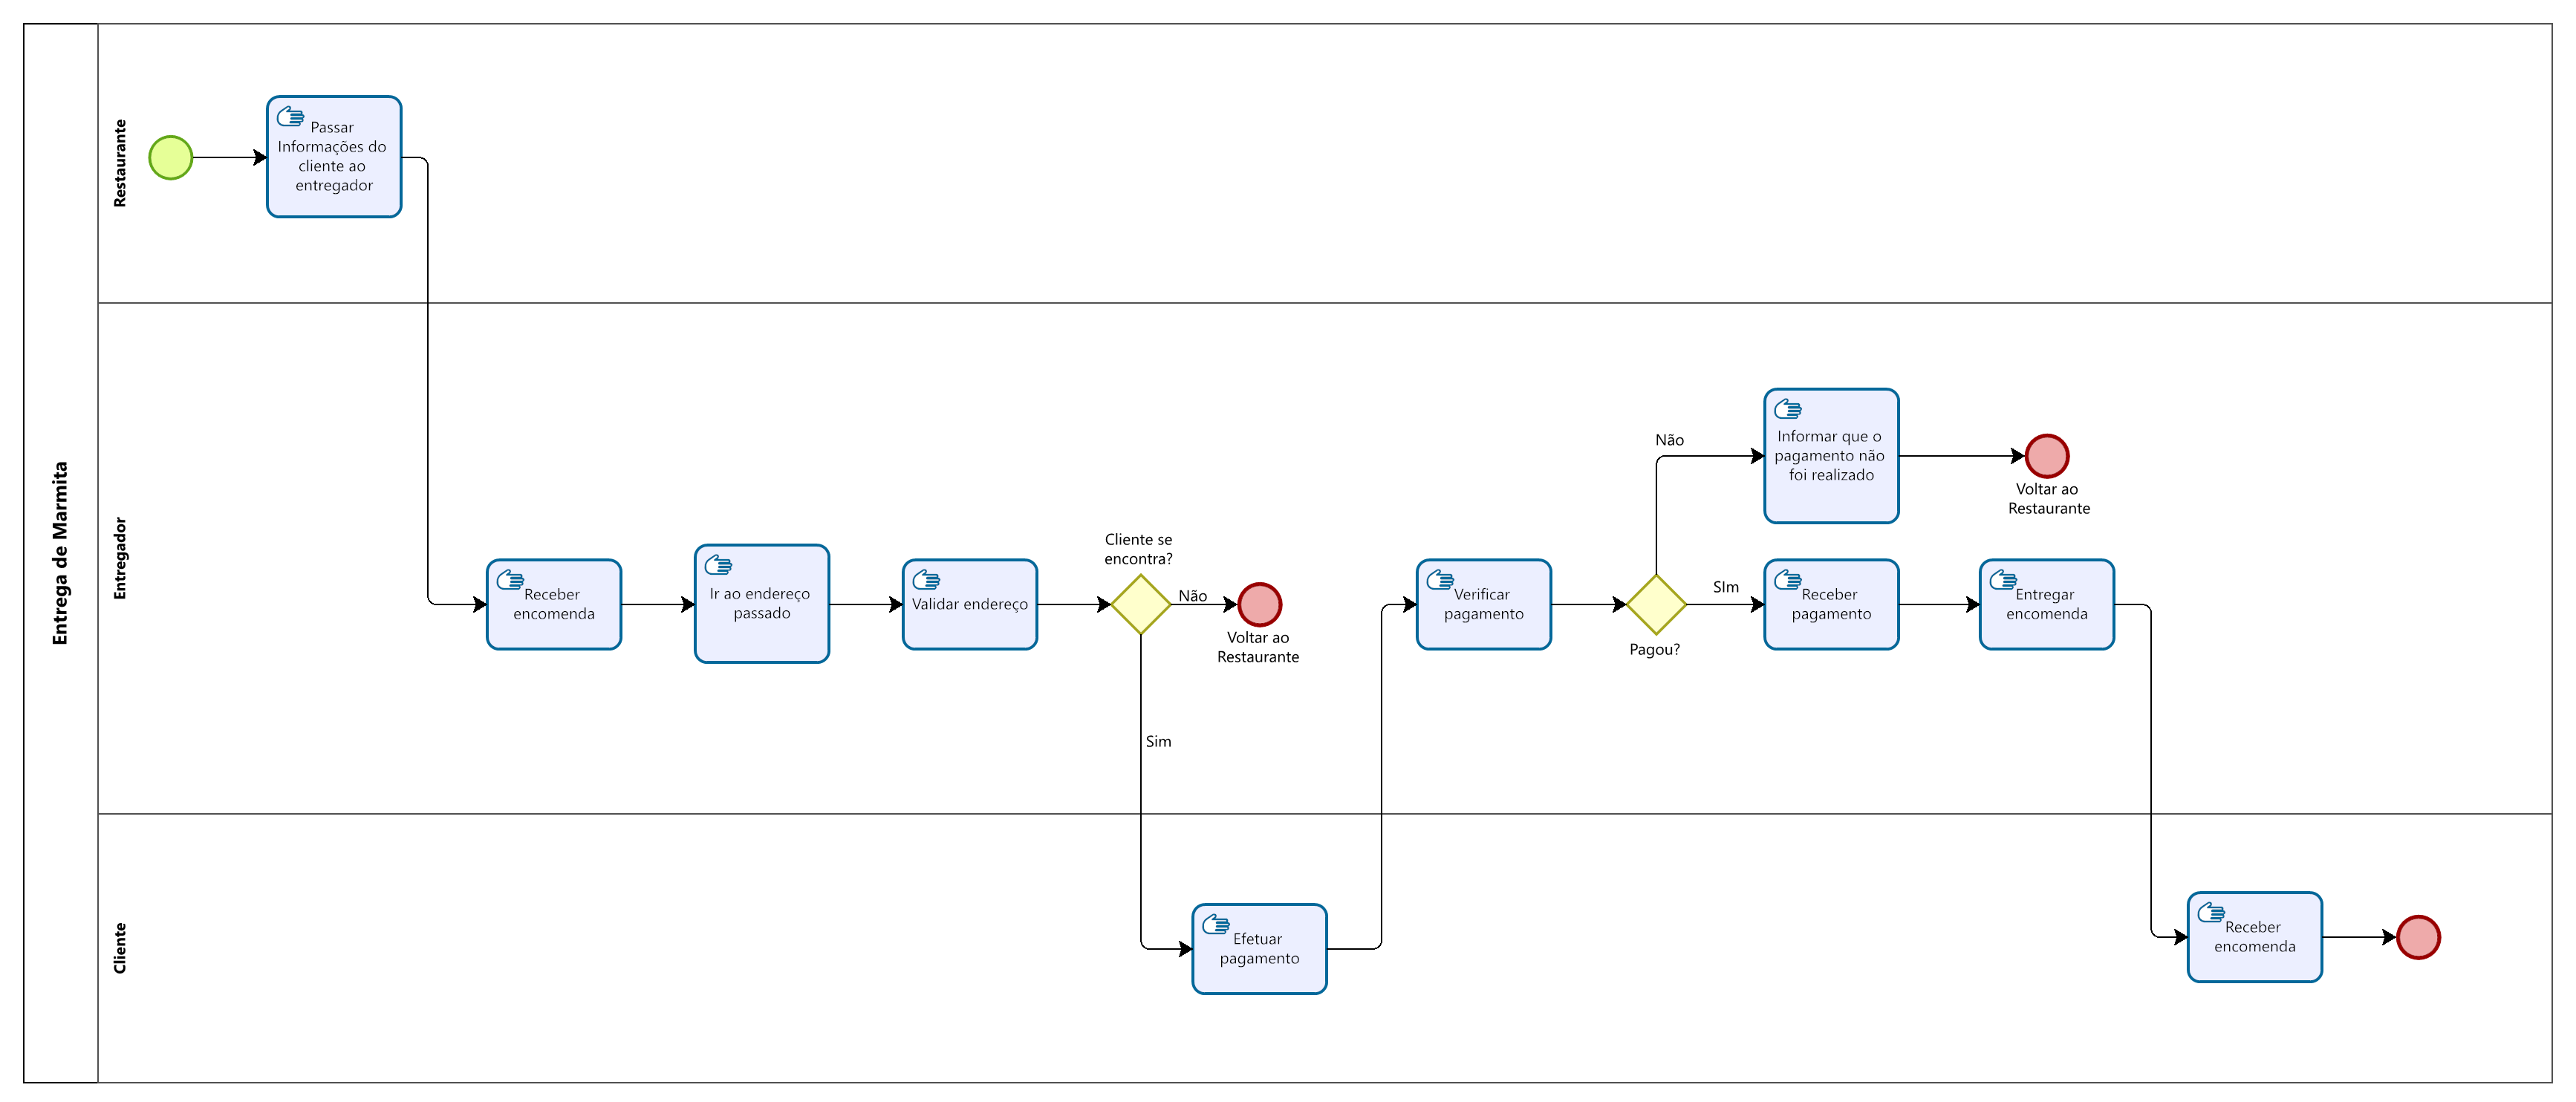 Entrega de Marmita
Restaurante
Passar
Informações do
cliente ao
entregador
Entregador
Receber
encomenda
Ir ao endereço
passado
Validar endereço
Cliente se
encontra?
Não
Voltar ao
Restaurante
Sim
Verificar
pagamento
Pagou?
Não
Informar que o
pagamento não
foi realizado
Voltar ao
Restaurante
SIm
Receber
pagamento
Entregar
encomenda
Cliente
Efetuar
pagamento
Receber
encomenda